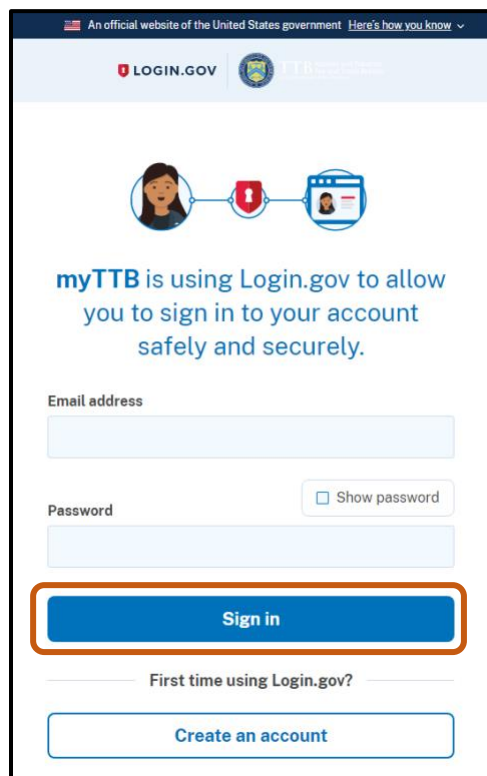 An official website of the United States government Here's how you know
LOGIN.GOV
TTB
myTTB is using Login.gov to allow
you to sign in to your account
safely and securely.
Email address
Show password
Password
Sign in
First time using Login.gov?
Create an account